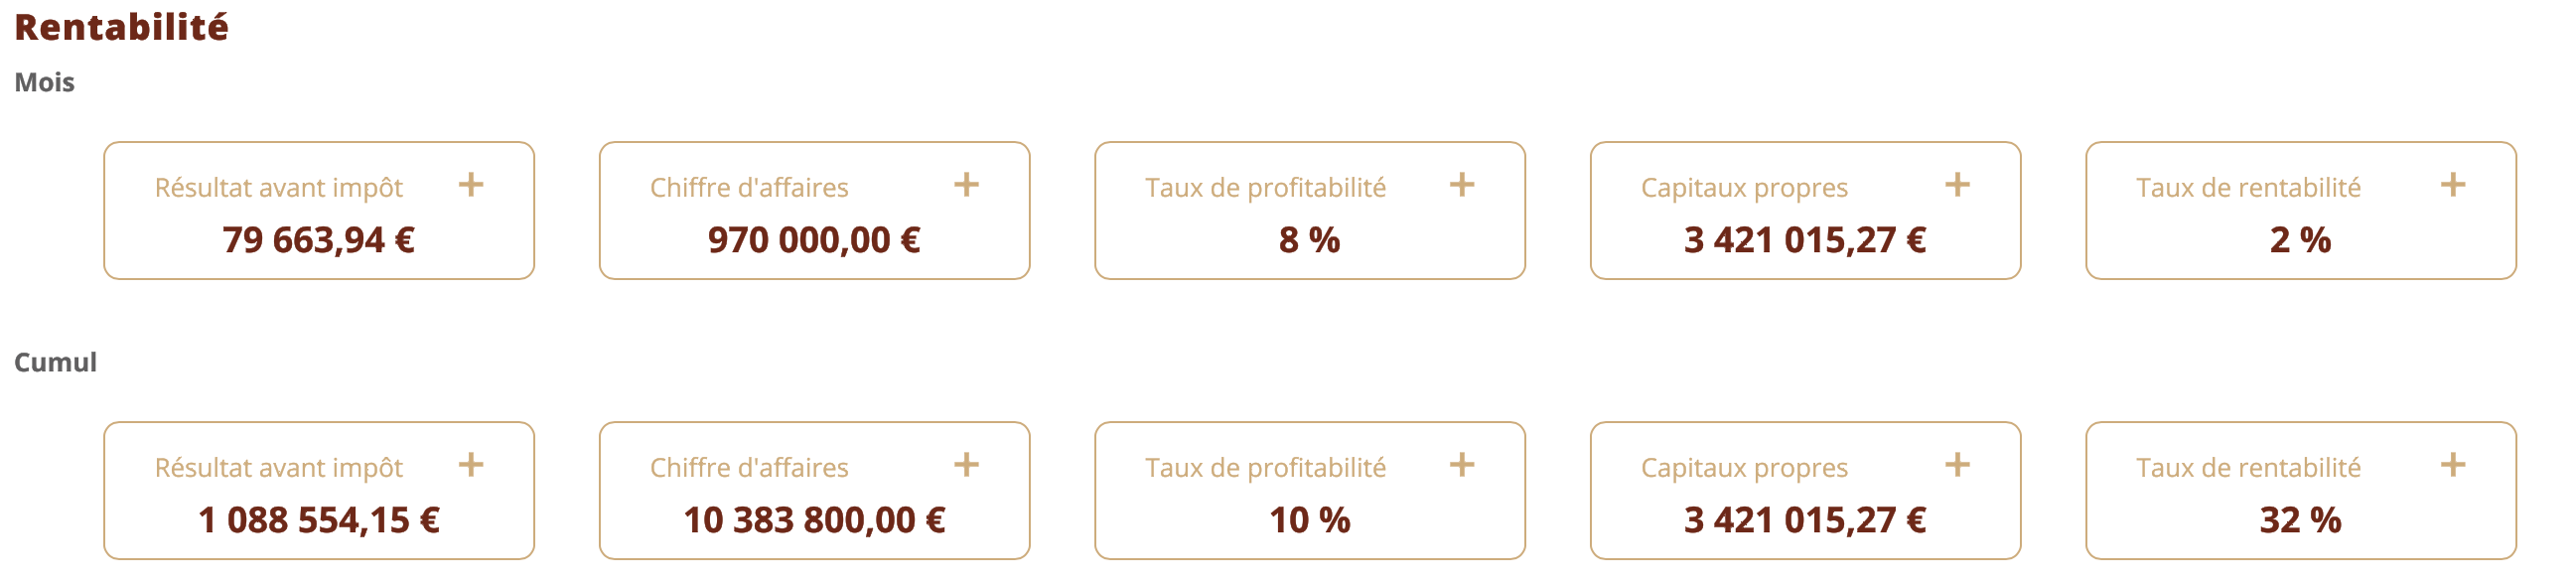 Rentabilité
Mois
Résultat avant impôt +
79 663,94 €
Chiffre d'affaires +
970 000,00 €
Taux de profitabilité +
8 %
Capitaux propres +
3 421 015,27 €
Taux de rentabilité +
2 %
Cumul
Résultat avant impôt +
1 088 554,15 €
Chiffre d'affaires +
10 383 800,00 €
Taux de profitabilité +
10 %
Capitaux propres +
3 421 015,27 €
Taux de rentabilité +
32 %